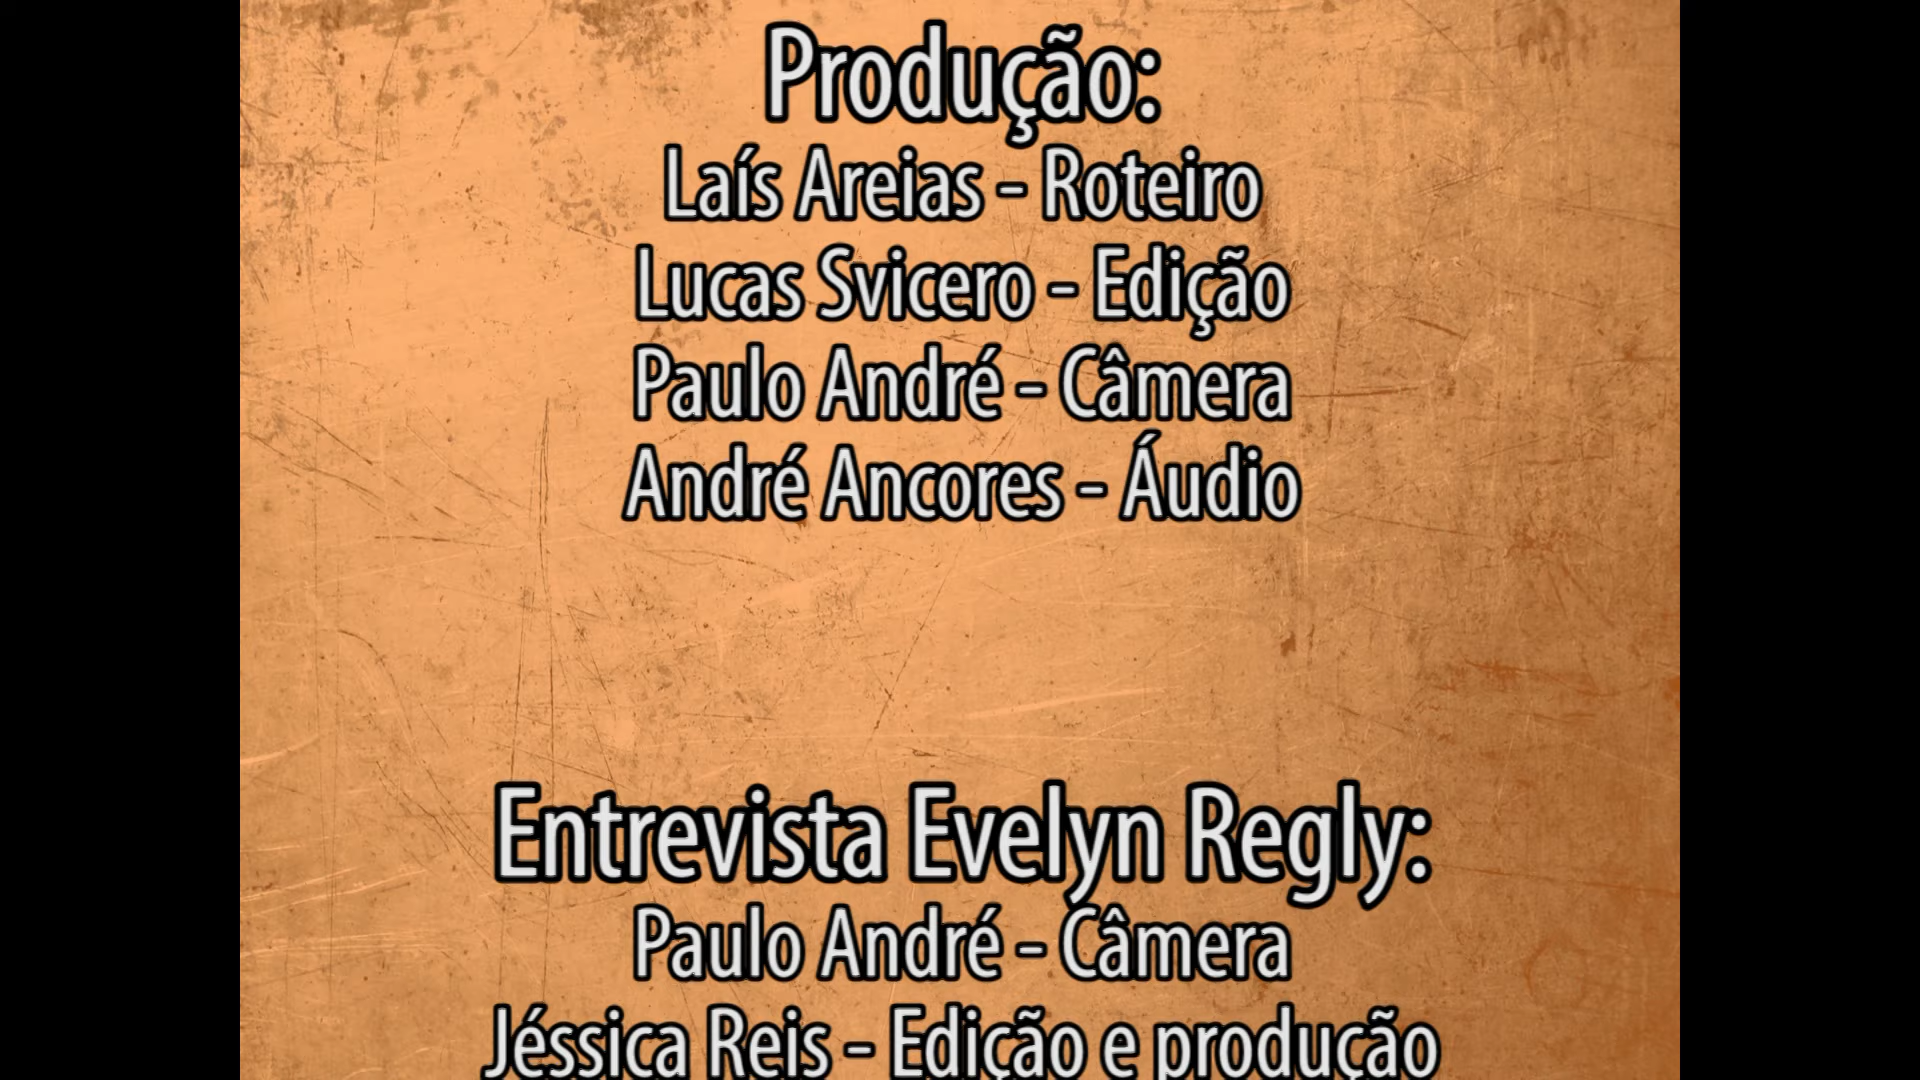 Produção:
Laís Areias - Roteiro
Lucas Svicero - Edição
Paulo André - Câmera
André Ancores - Áudio
Entrevista Evelyn Regly:
Paulo André - Câmera
Jéssica Reis - Edição e produção